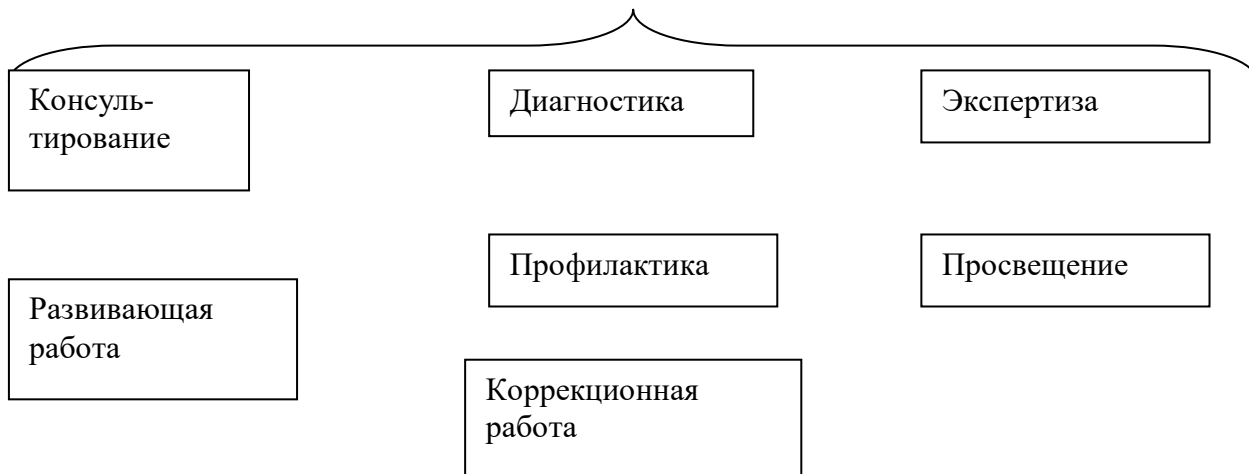 Консуль-
тирование
Диагностика
Экспертиза
Профилактика
Просвещение
Развивающая
работа
Коррекционная
работа